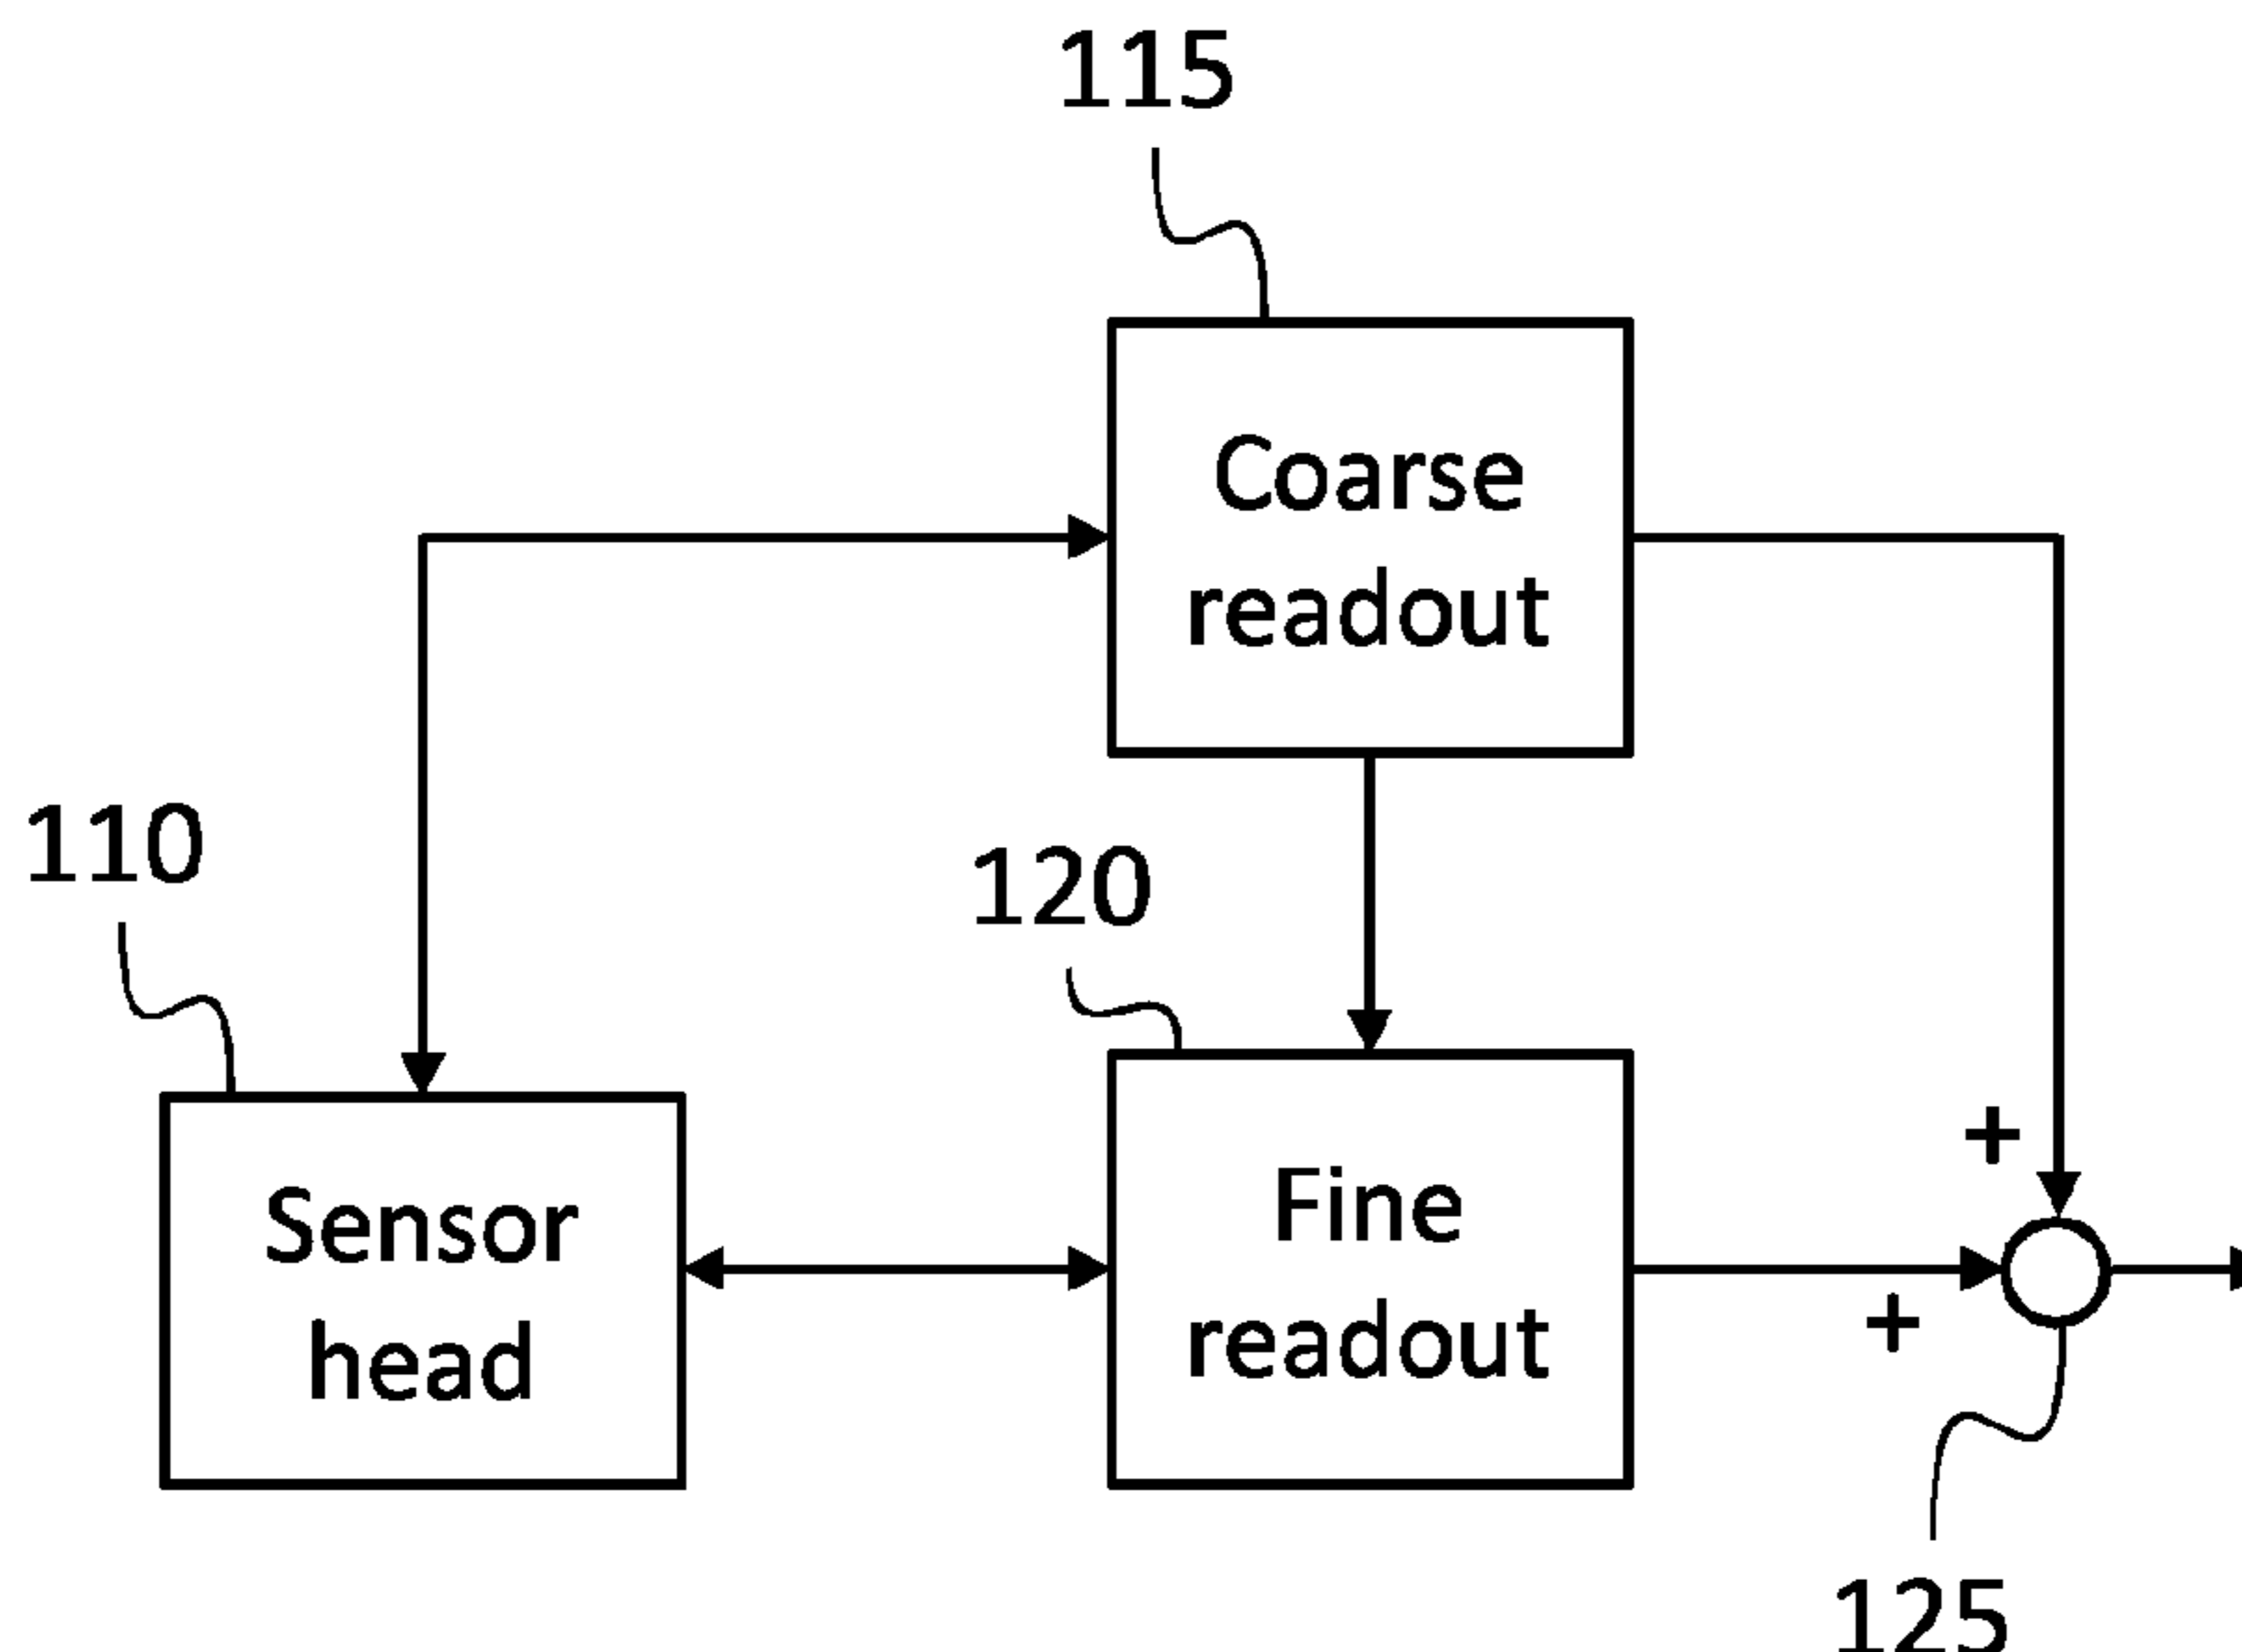 115
Coarse
readout
110
120
Sensor
head
Fine
readout
+
+
125